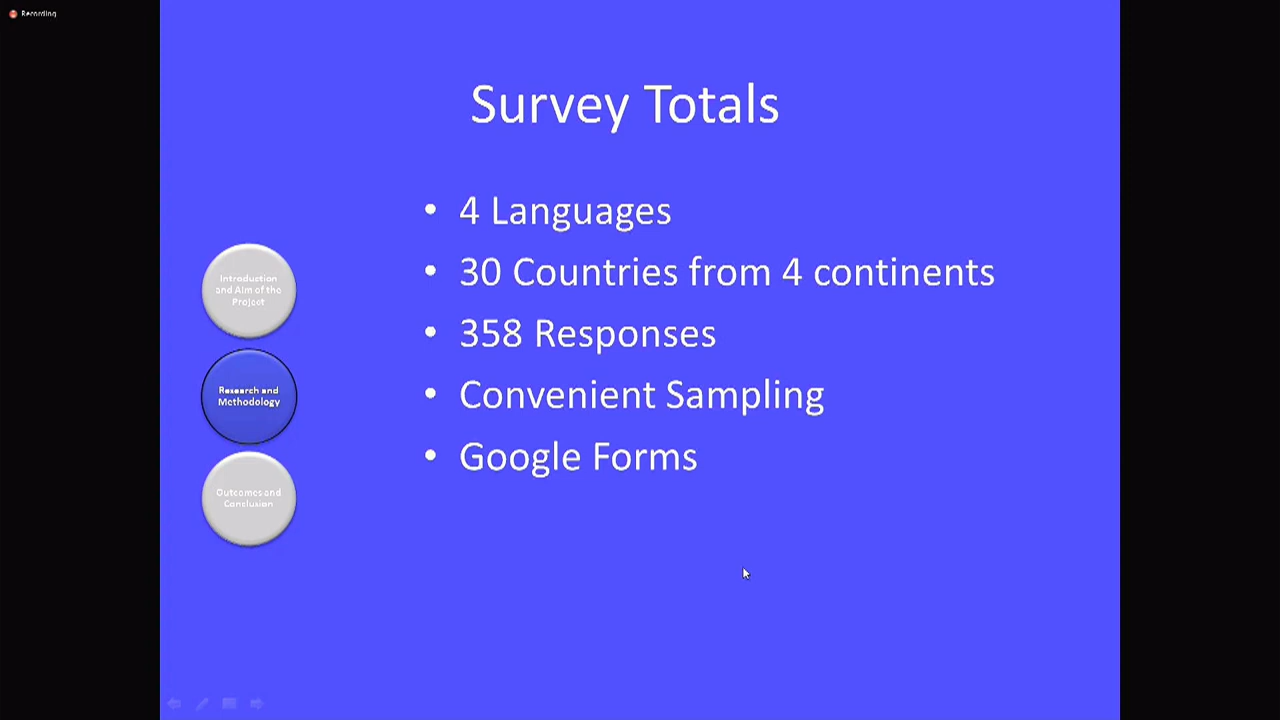 Recording
Survey Totals
• 4 Languages
• 30 Countries from 4 continents
• 358 Responses
• Convenient Sampling
• Google Forms
Introduction
and Aim of the
Project
Research and
Methodology
Outcomes and
Conclusion